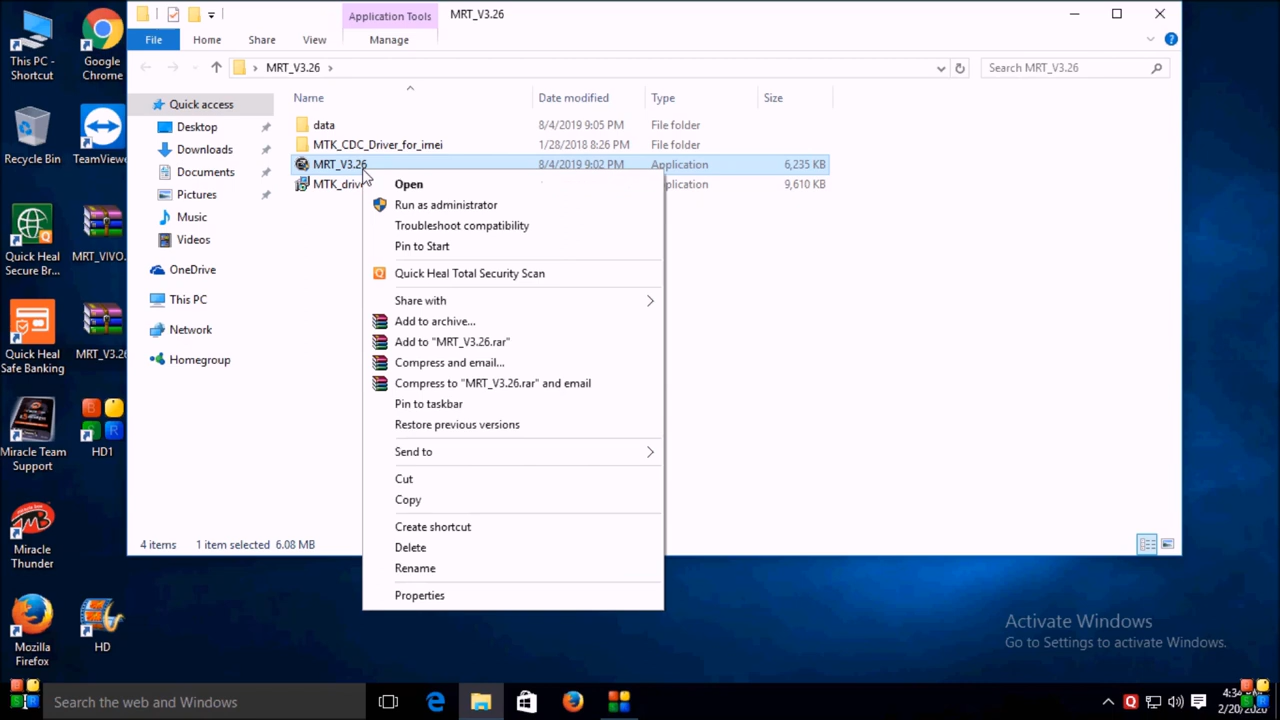 This PC -
Shortcut
Google
Chrome
Recycle Bin
TeamViewer
Quick Heal
Secure Br...
MRT_VIVO.
Quick Heal
Safe Banking
MRT_V3.26
Miracle Team
Support
HD1
Miracle
Thunder
Mozilla
Firefox
HD
Application Tools
MRT_V3.26
File
Home
Share
View
Manage
MRT_V3.26
Search MRT_V3.26
Name
Date modified
Type
Size
Quick access
Desktop
Downloads
Documents
Pictures
Music
Videos
OneDrive
This PC
Network
Homegroup
data 8/4/2019 9:05 PM File folder
MTK_CDC_Driver_for_imei 1/28/2018 8:26 PM File folder
MRT_V3.26 8/4/2019 9:02 PM Application 6,235 KB
9,610 KB
Open
Run as administrator
Troubleshoot compatibility
Pin to Start
Quick Heal Total Security Scan
Share with
Add to archive...
Add to "MRT_V3.26.rar"
Compress and email...
Compress to "MRT_V3.26.rar" and email
Pin to taskbar
Restore previous versions
Send to
Cut
Copy
Create shortcut
Delete
Rename
Properties
4 items 1 item selected 6.08 MB
Activate Windows
Go to Settings to activate Windows.
Search the web and Windows